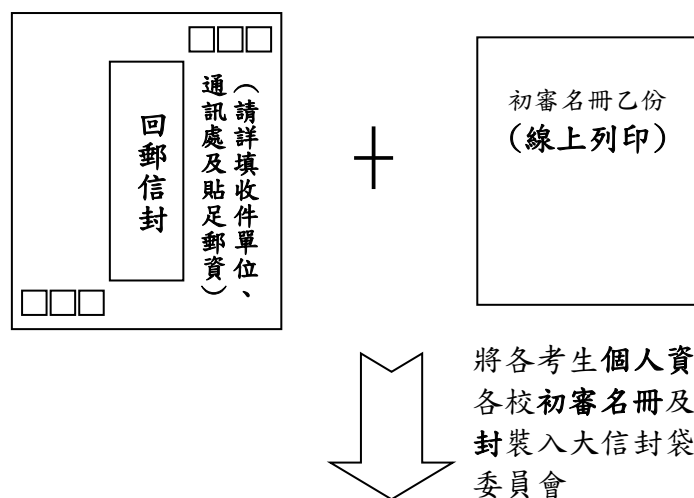 回郵信封
（請詳填收件單位、
通訊處及貼足郵資）
初審名冊乙份
（線上列印）
將各考生個人資
各校初審名冊及
封裝入大信封袋
委員會